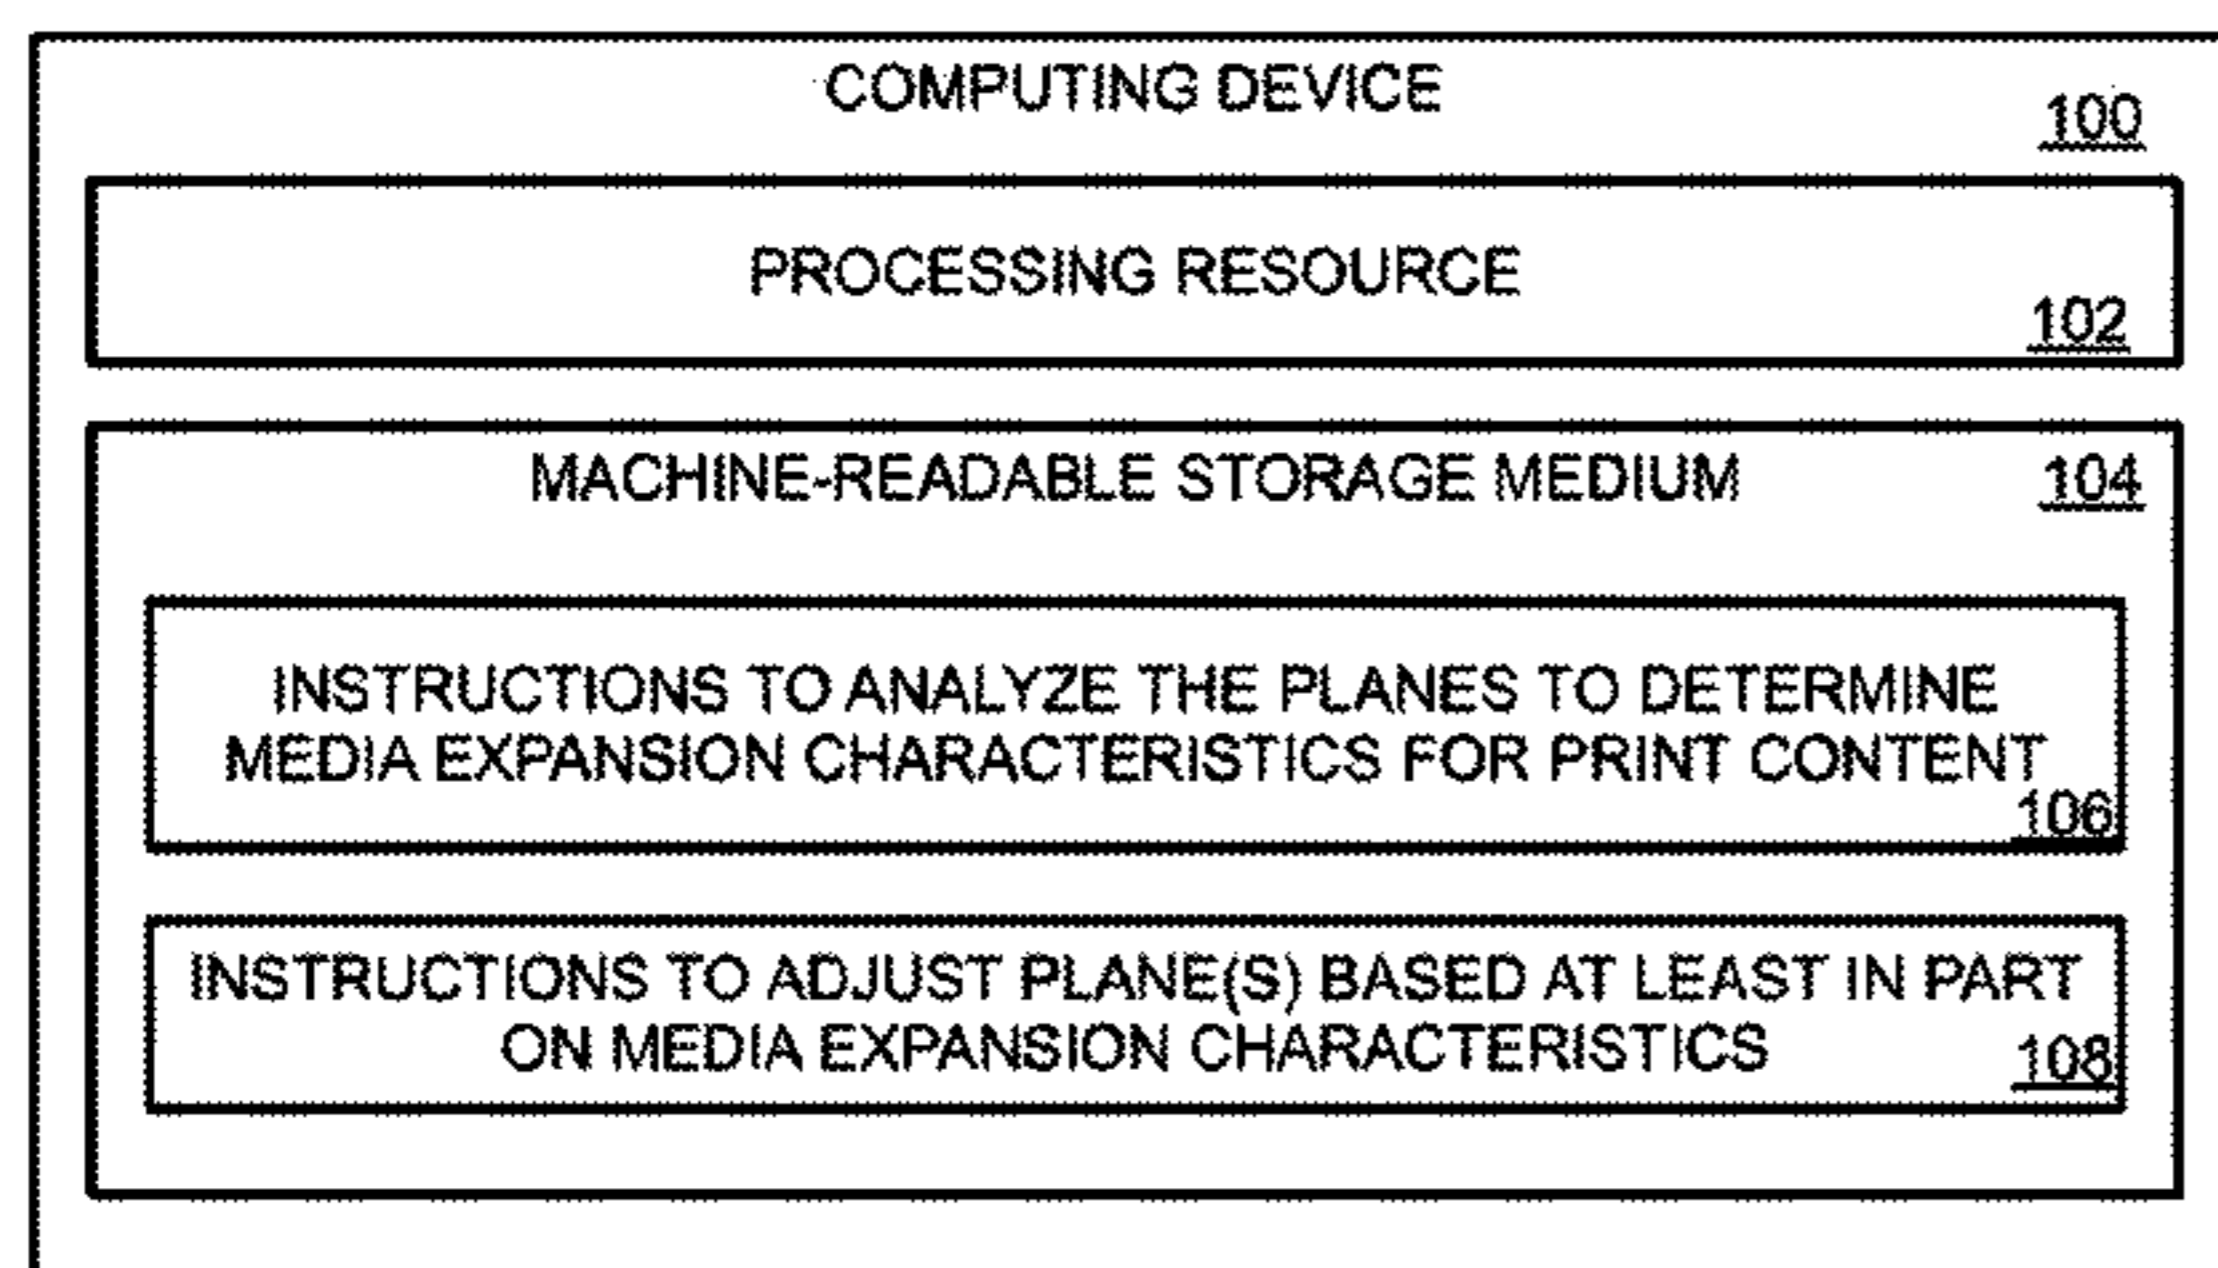 COMPUTING DEVICE
100
PROCESSING RESOURCE
102
MACHINE-READABLE STORAGE MEDIUM
104
INSTRUCTIONS TO ANALYZE THE PLANES TO DETERMINE
MEDIA EXPANSION CHARACTERISTICS FOR PRINT CONTENT
106
INSTRUCTIONS TO ADJUST PLANE(S) BASED AT LEAST IN PART
ON MEDIA EXPANSION CHARACTERISTICS
108